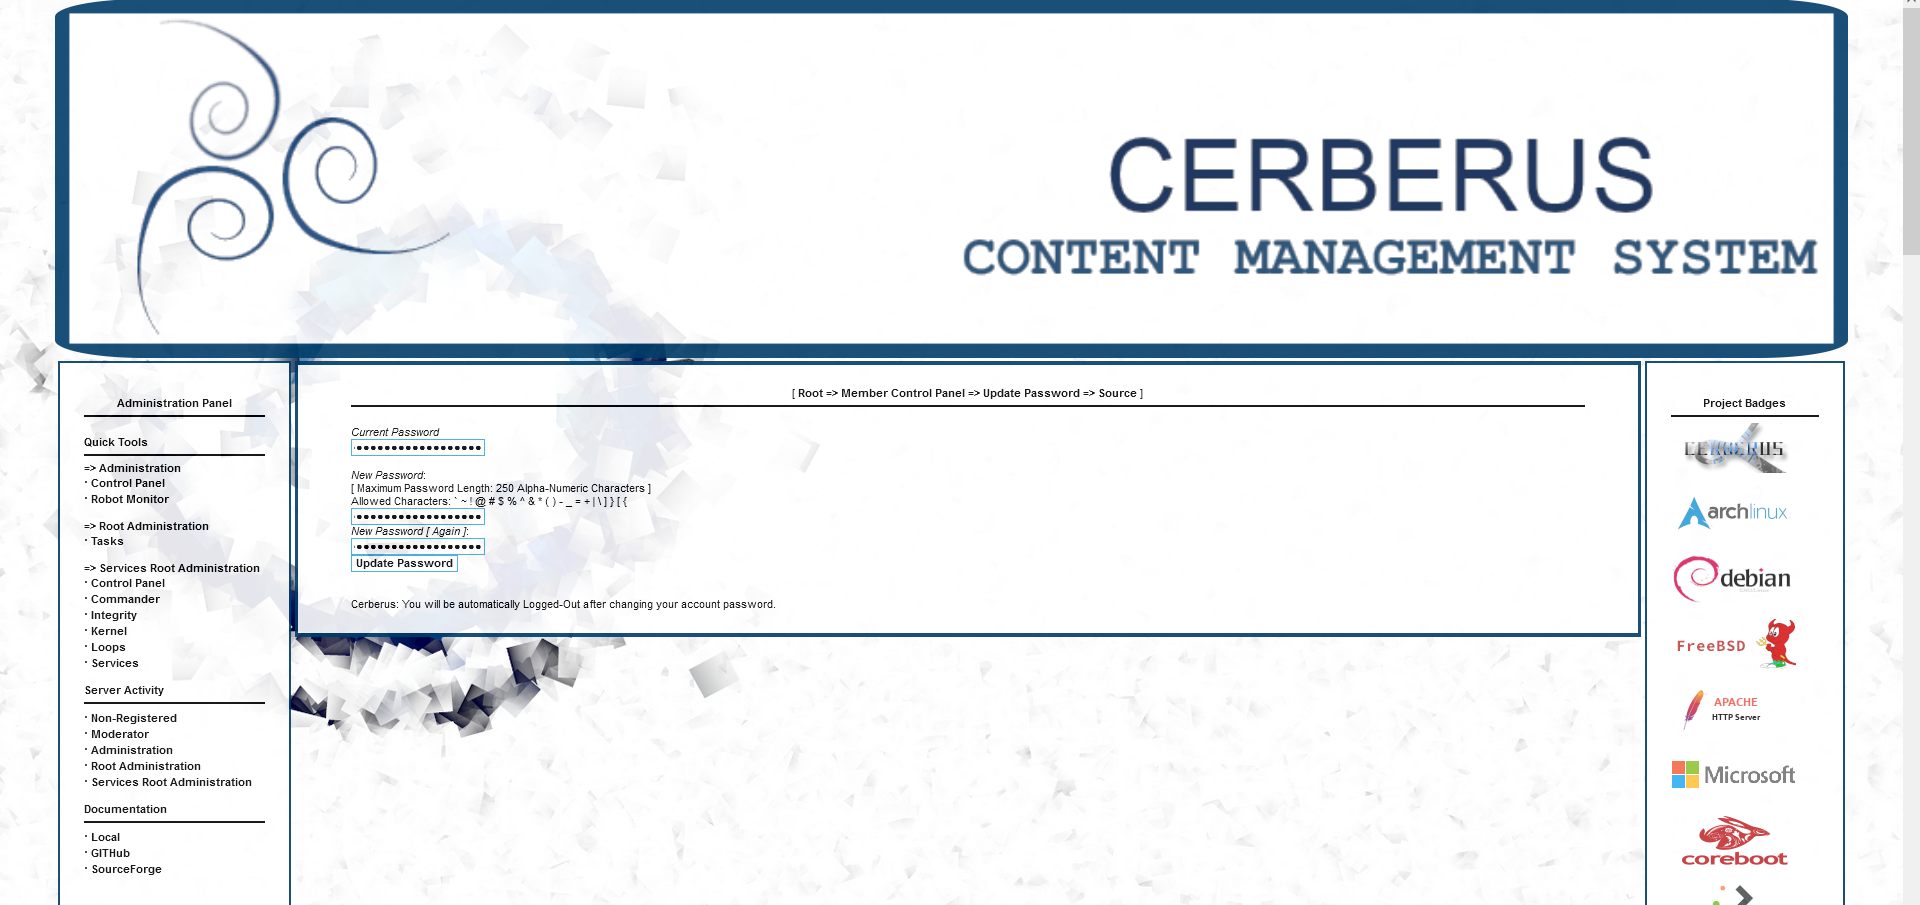 CERBERUS
CONTENT MANAGEMENT SYSTEM
Administration Panel
Quick Tools
=> Administration
· Control Panel
· Robot Monitor
=> Root Administration
· Tasks
=> Services Root Administration
· Control Panel
· Commander
· Integrity
· Kernel
· Loops
· Services
Server Activity
· Non-Registered
· Moderator
· Administration
· Root Administration
· Services Root Administration
Documentation
· Local
· GITHub
· SourceForge
[ Root => Member Control Panel => Update Password => Source ]
Current Password
New Password:
[ Maximum Password Length: 250 Alpha-Numeric Characters ]
Allowed Characters: ` ~ ! @ # $ % ^ & * ( ) - _ = + | \ ] } [ {
New Password [ Again ]:
Update Password
Cerberus: You will be automatically Logged-Out after changing your account password.
Project Badges
CERBERUS
archlinux
debian
FreeBSD
APACHE
HTTP Server
Microsoft
coreboot